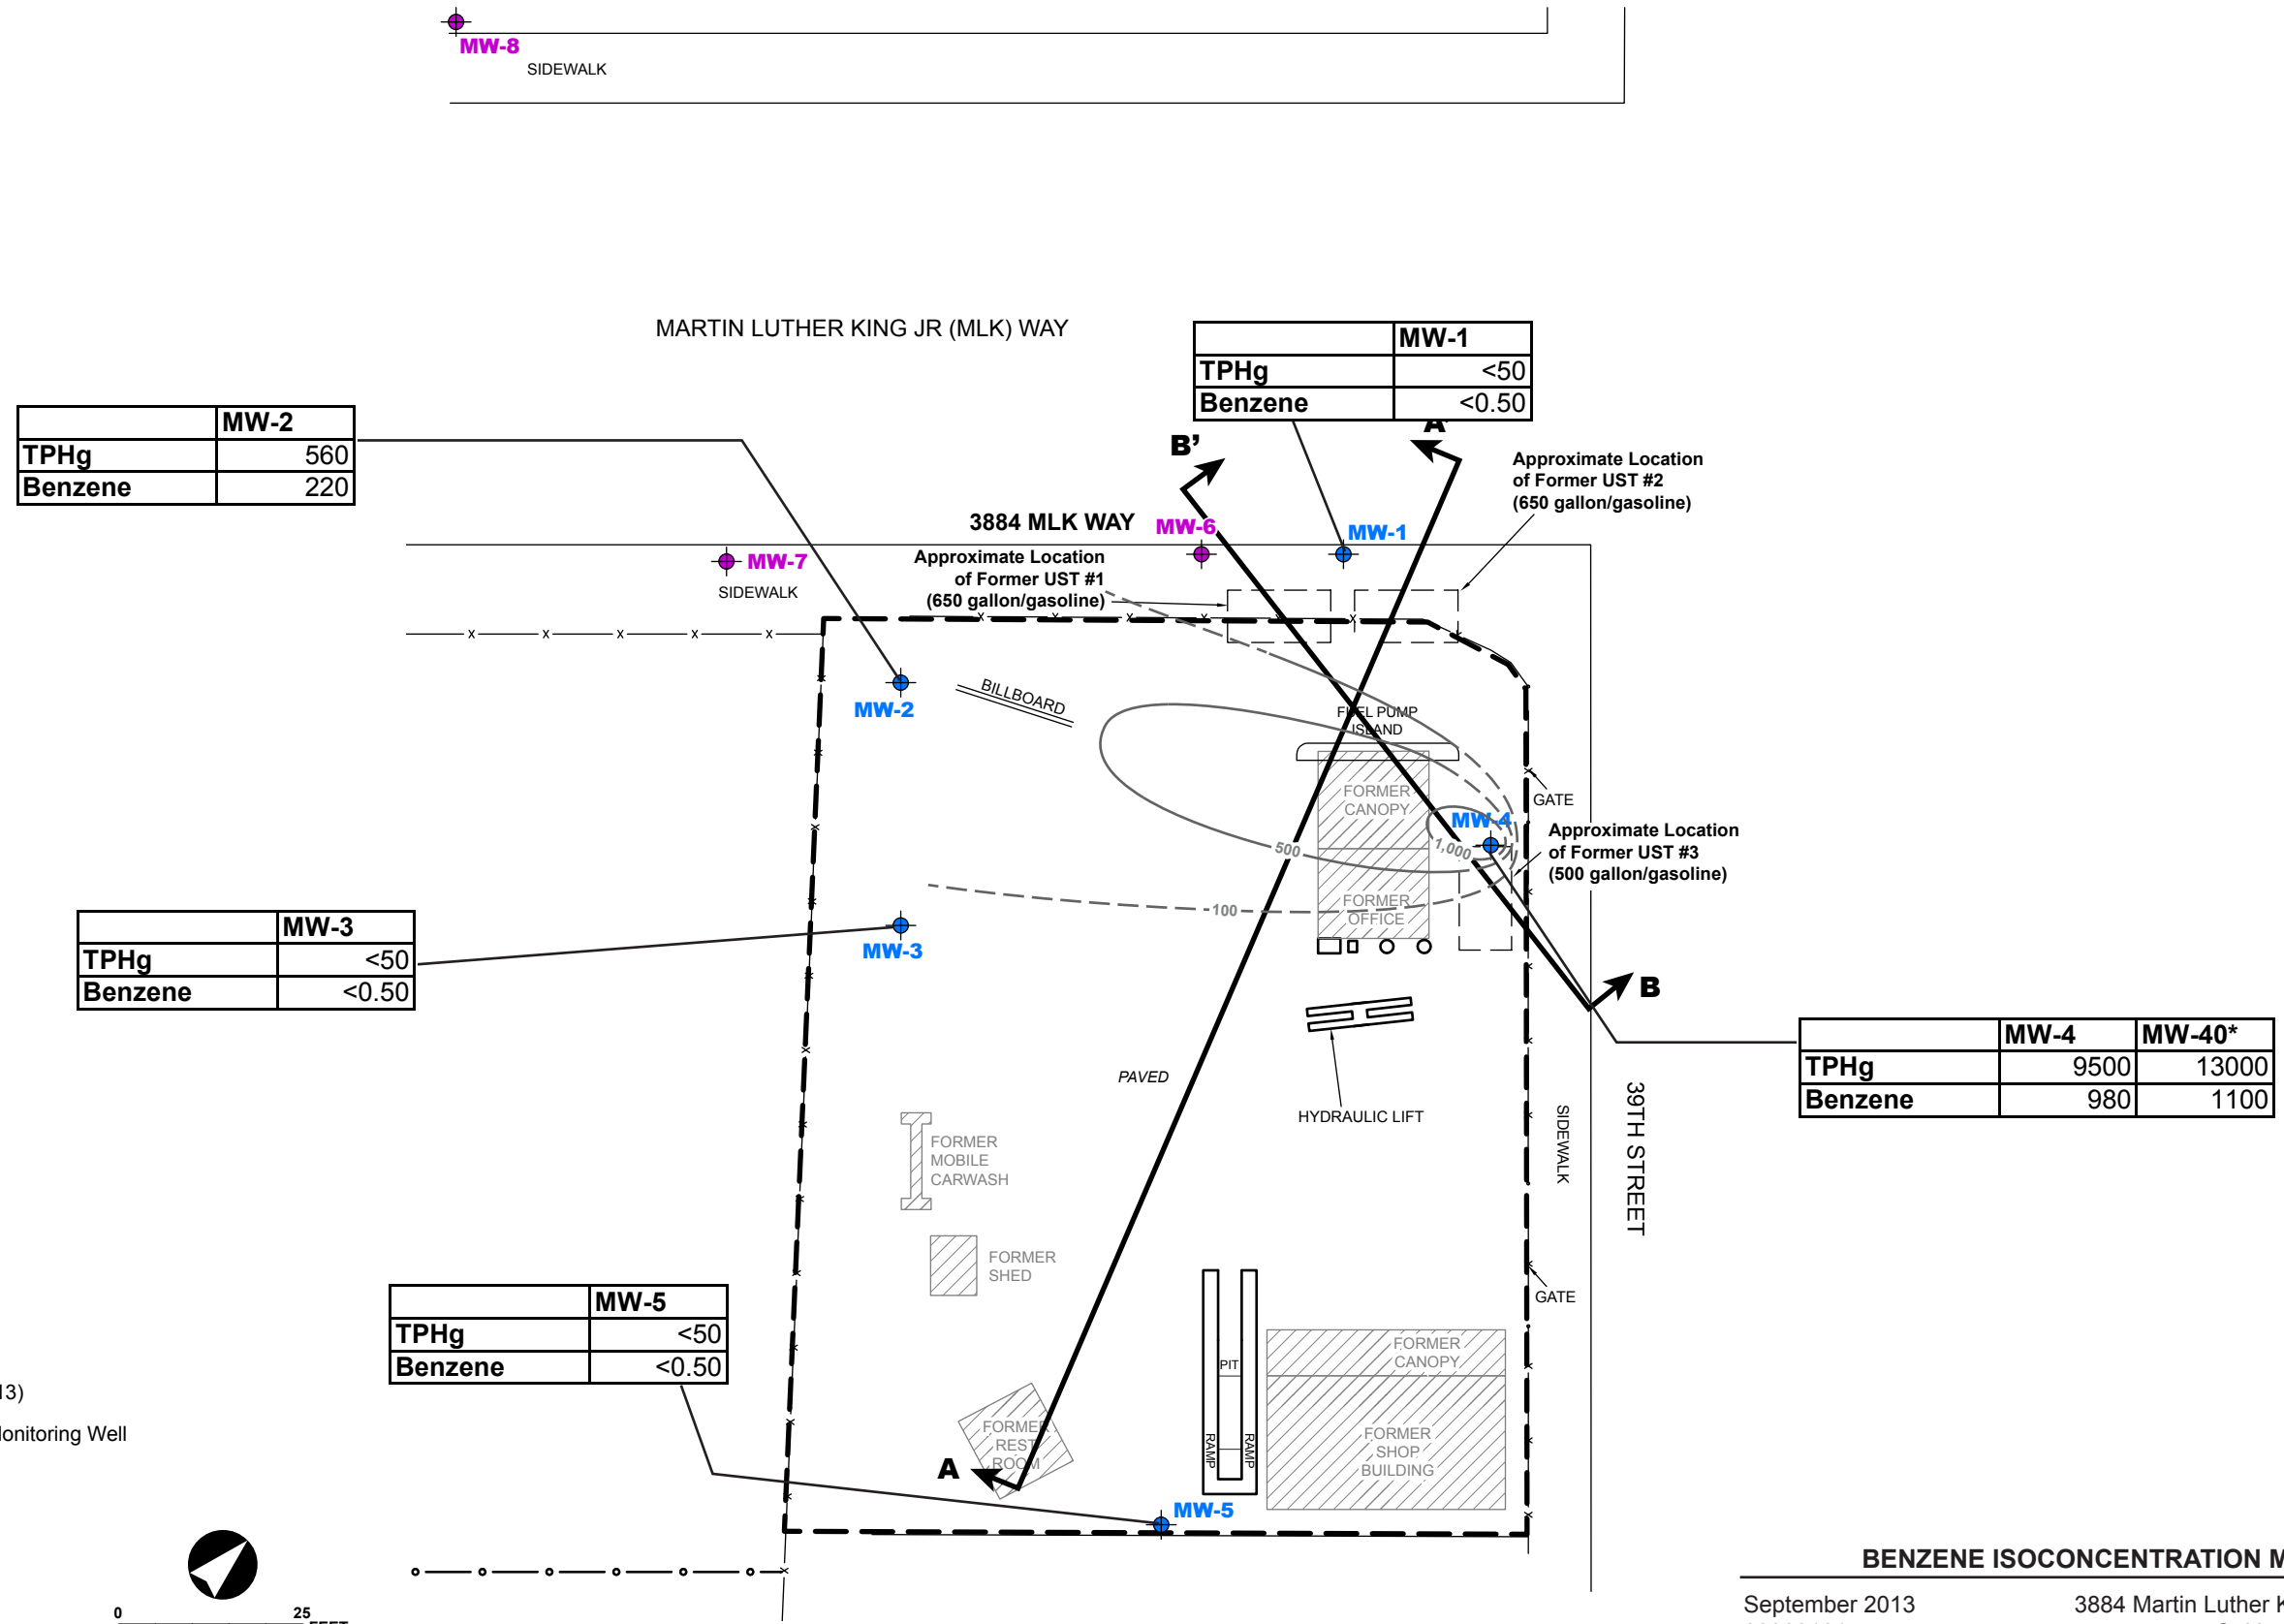 MW-8
SIDEWALK
MARTIN LUTHER KING JR (MLK) WAY
MW-1
TPHg <50
Benzene <0.50
MW-2
TPHg 560
Benzene 220
B’
A
Approximate Location
of Former UST #2
(650 gallon/gasoline)
3884 MLK WAY
MW-6
MW-1
MW-7
SIDEWALK
Approximate Location
of Former UST #1
(650 gallon/gasoline)
MW-2
BILLBOARD
FUEL PUMP
ISLAND
FORMER
CANOPY
GATE
MW-4
Approximate Location
of Former UST #3
(500 gallon/gasoline)
500
1,000
100
FORMER
OFFICE
MW-3
TPHg <50
Benzene <0.50
MW-3
B
MW-4 MW-40*
TPHg 9500 13000
Benzene 980 1100
PAVED
HYDRAULIC LIFT
SIDEWALK
39TH STREET
FORMER
MOBILE
CARWASH
FORMER
SHED
GATE
MW-5
TPHg <50
Benzene <0.50
PIT
RAMP
RAMP
FORMER
CANOPY
FORMER
SHOP
BUILDING
FORMER
REST
ROOM
A
MW-5
13)
Monitoring Well
0 25
FEET
BENZENE ISOCONCENTRATION M
September 2013
3884 Martin Luther K